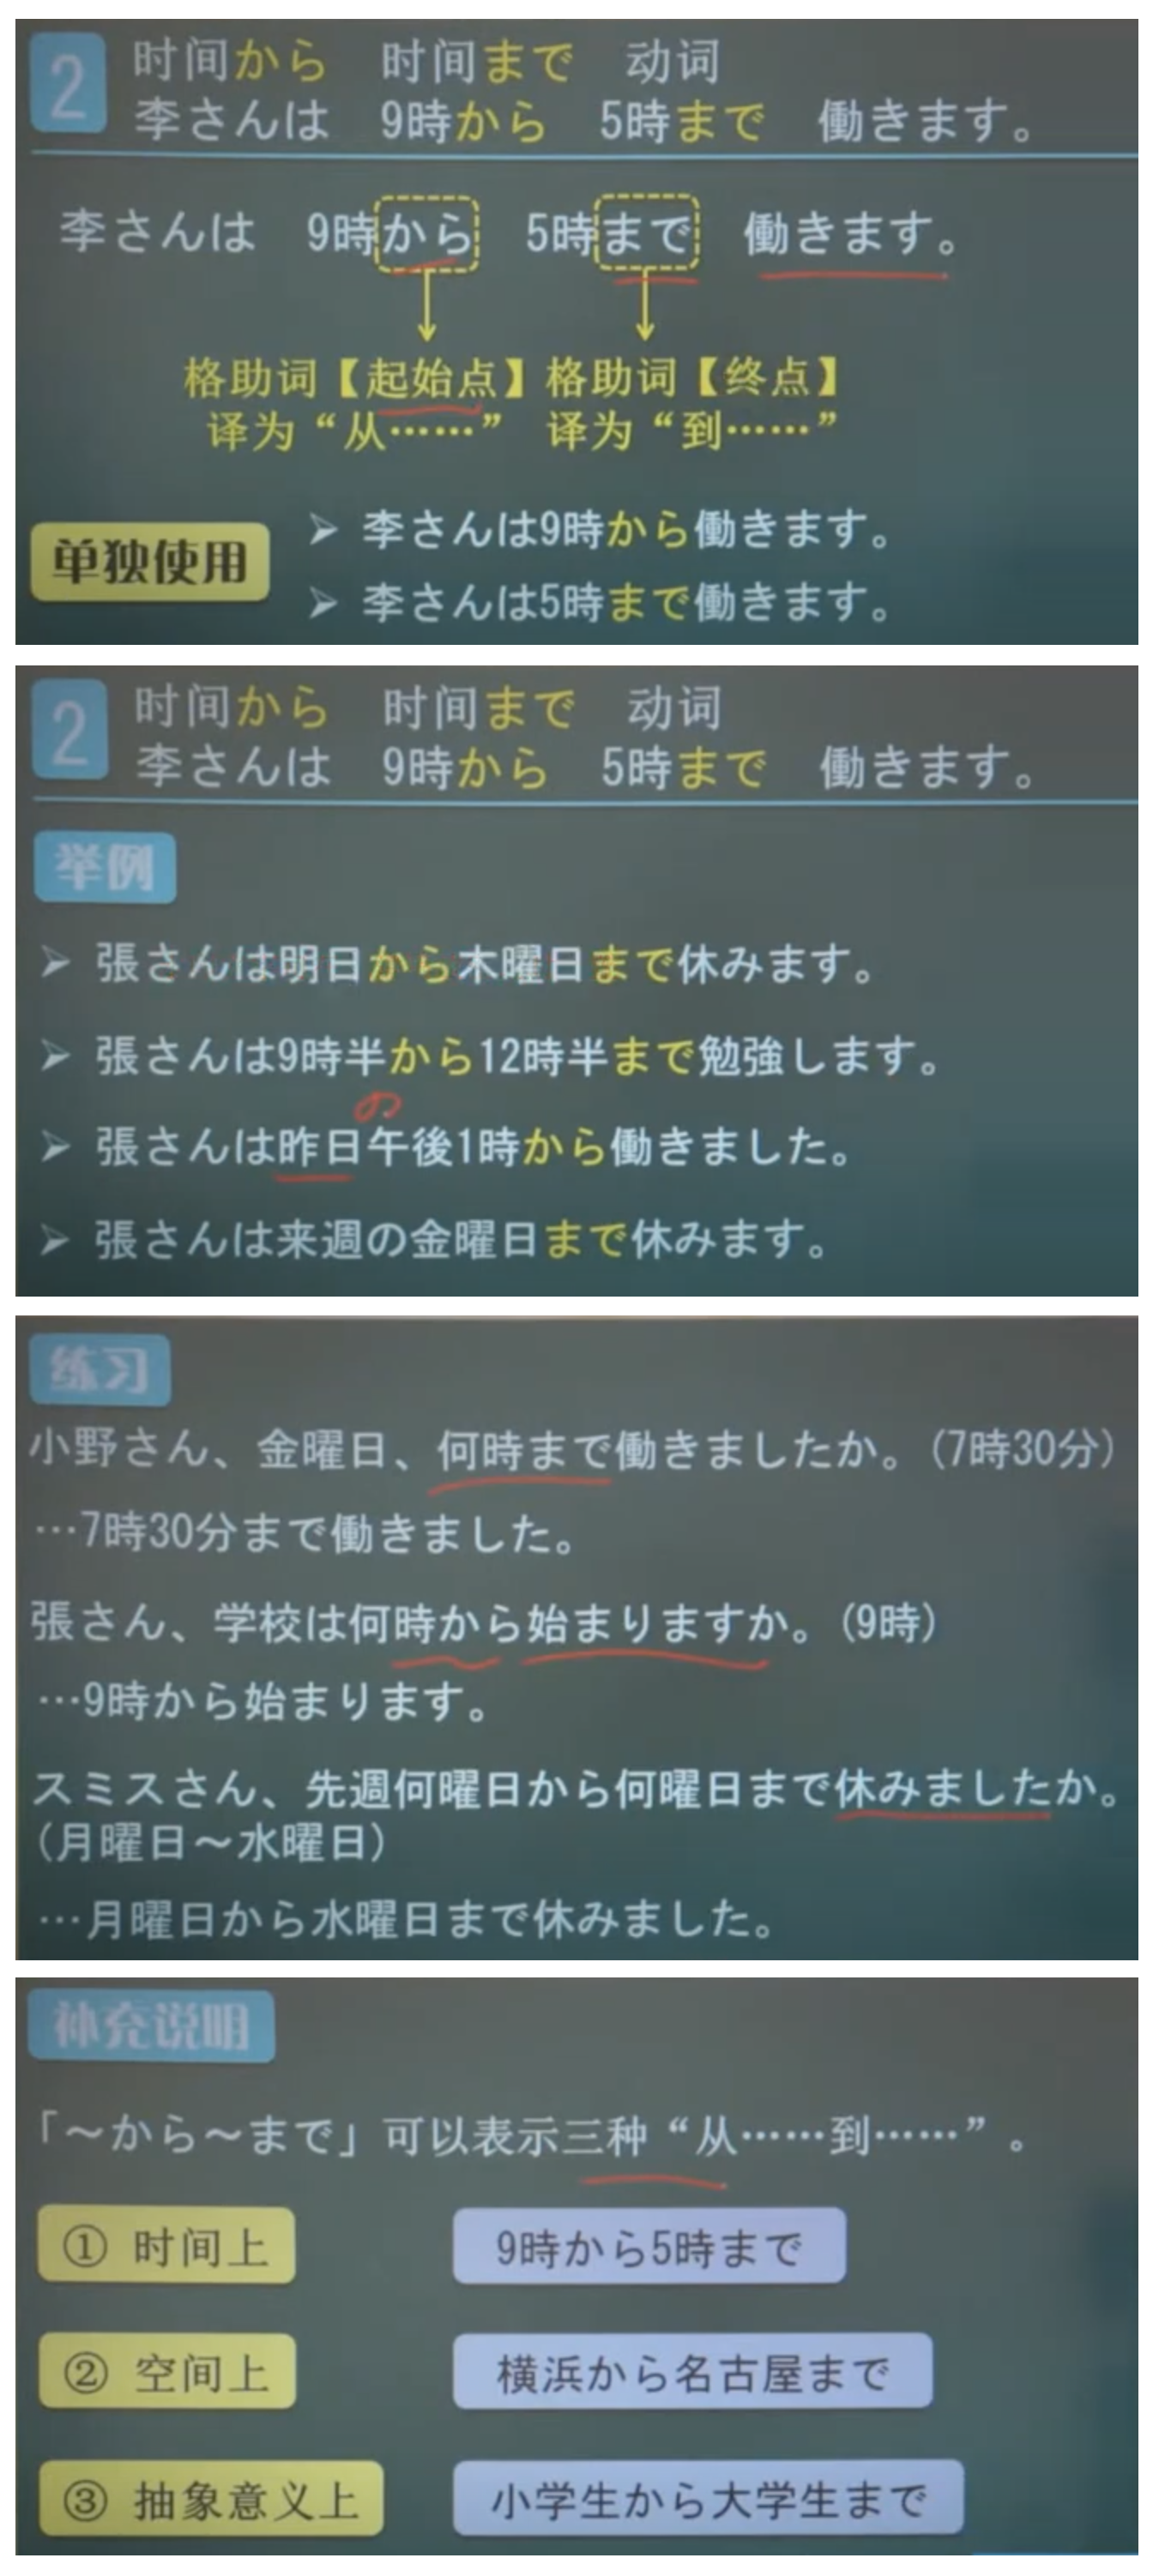 2
时间から 时间まで 动词
李さんは 9時から 5時まで 働きます。
李さんは 9時から 5時まで 働きます。
格助词【起始点】 格助词【终点】
译为“从……” 译为“到……”
单独使用
➢ 李さんは9時から働きます。
➢ 李さんは5時まで働きます。
2
时间から 时间まで 动词
李さんは 9時から 5時まで 働きます。
举例
➢ 張さんは明日から木曜日まで休みます。
➢ 張さんは9時半から12時半まで勉強します。
の
➢ 張さんは昨日午後1時から働きました。
➢ 張さんは来週の金曜日まで休みます。
练习
小野さん、金曜日、何時まで働きましたか。(7時30分)
…7時30分まで働きました。
張さん、学校は何時から始まりますか。(9時)
…9時から始まります。
スミスさん、先週何曜日から何曜日まで休みましたか。
(月曜日～水曜日)
…月曜日から水曜日まで休みました。
补充说明
「～から～まで」可以表示三种“从……到……”。
① 时间上 9時から5時まで
② 空间上 横浜から名古屋まで
③ 抽象意义上 小学生から大学生まで